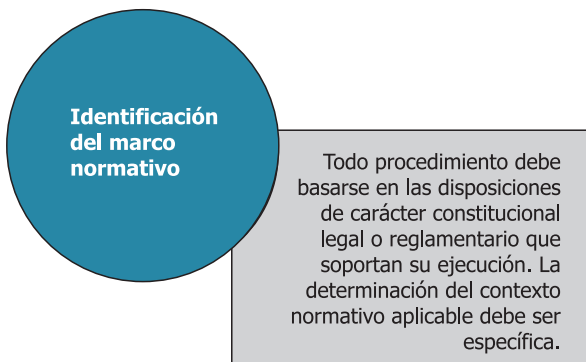 Identificación
del marco
normativo
Todo procedimiento debe
basarse en las disposiciones
de carácter constitucional
legal o reglamentario que
soportan su ejecución. La
determinación del contexto
normativo aplicable debe ser
específica.